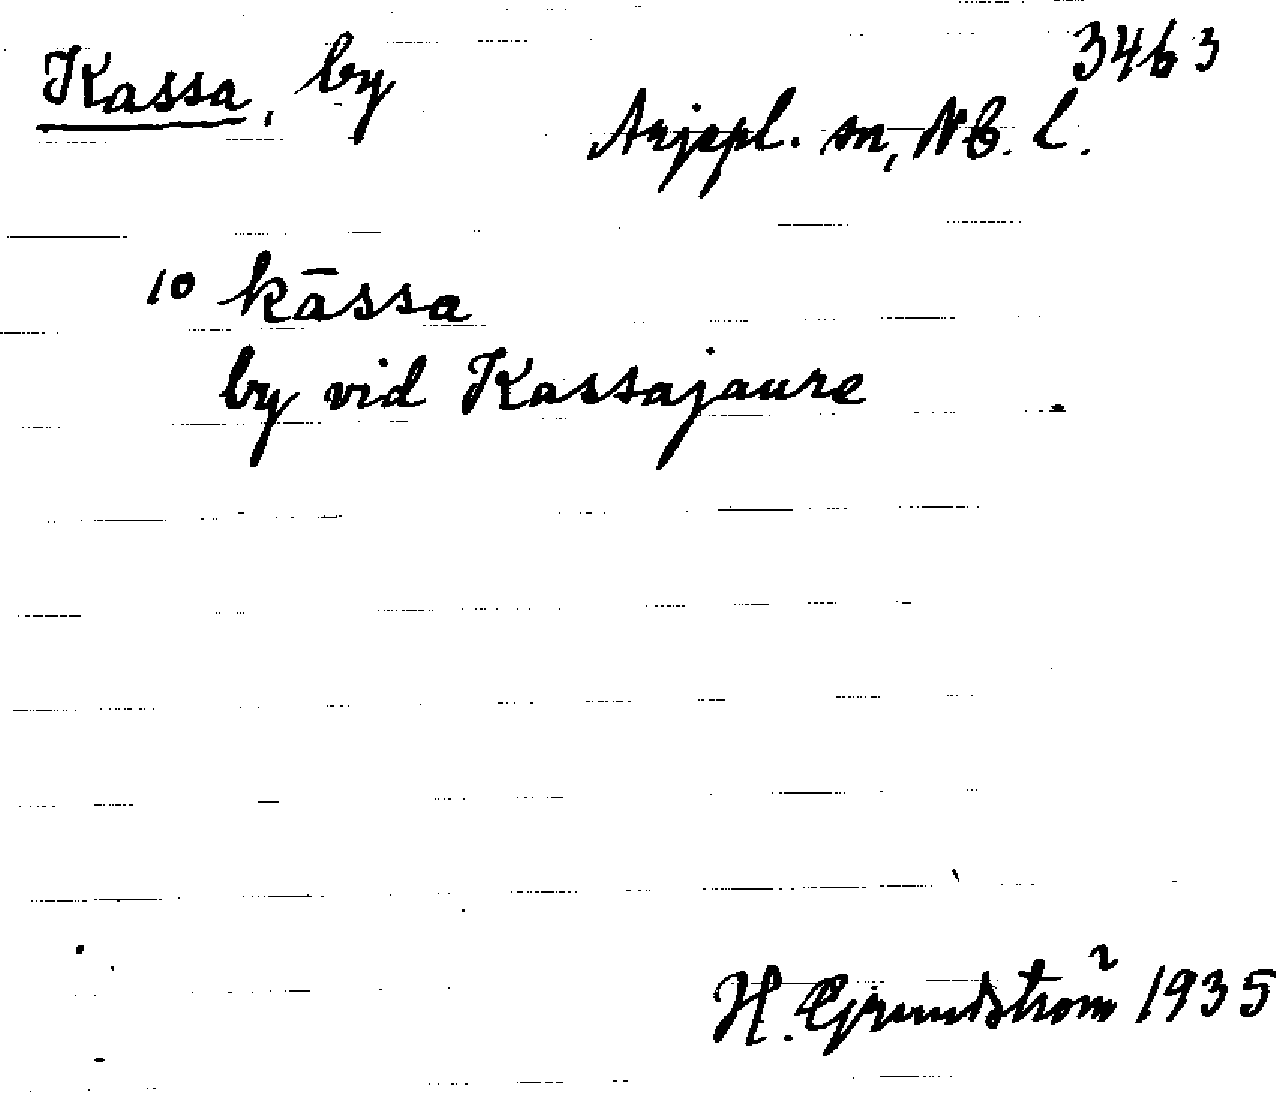 3463
Kassa, by
Arjepl. sn, Nb. L.
10 kāssa
by vid Kassajaure
H. Grundström 1935